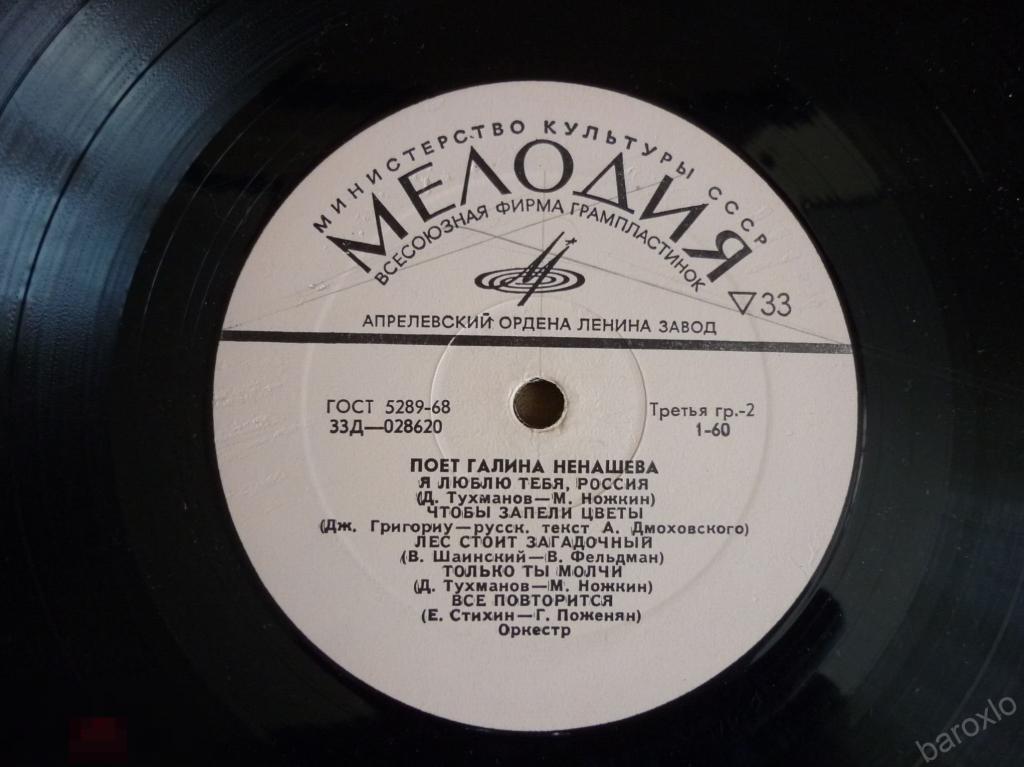 МИНИСТЕРСТВО КУЛЬТУРЫ СССР
МЕЛОДИЯ
ВСЕСОЮЗНАЯ ФИРМА ГРАМПЛАСТИНОК
▽33
АПРЕЛЕВСКИЙ ОРДЕНА ЛЕНИНА ЗАВОД
ГОСТ 5289-68 Третья гр.-2
33Д—028620 1-60
ПОЕТ ГАЛИНА НЕНАШЕВА
Я ЛЮБЛЮ ТЕБЯ, РОССИЯ
(Д. Тухманов—М. Ножкин)
ЧТОБЫ ЗАПЕЛИ ЦВЕТЫ
(Дж. Григориу—русск. текст А. Дмоховского)
ЛЕС СТОИТ ЗАГАДОЧНЫЙ
(В. Шаинский—В. Фельдман)
ТОЛЬКО ТЫ МОЛЧИ
(Д. Тухманов—М. Ножкин)
ВСЕ ПОВТОРИТСЯ
(Е. Стихин—Г. Поженян)
Оркестр
baroxlo